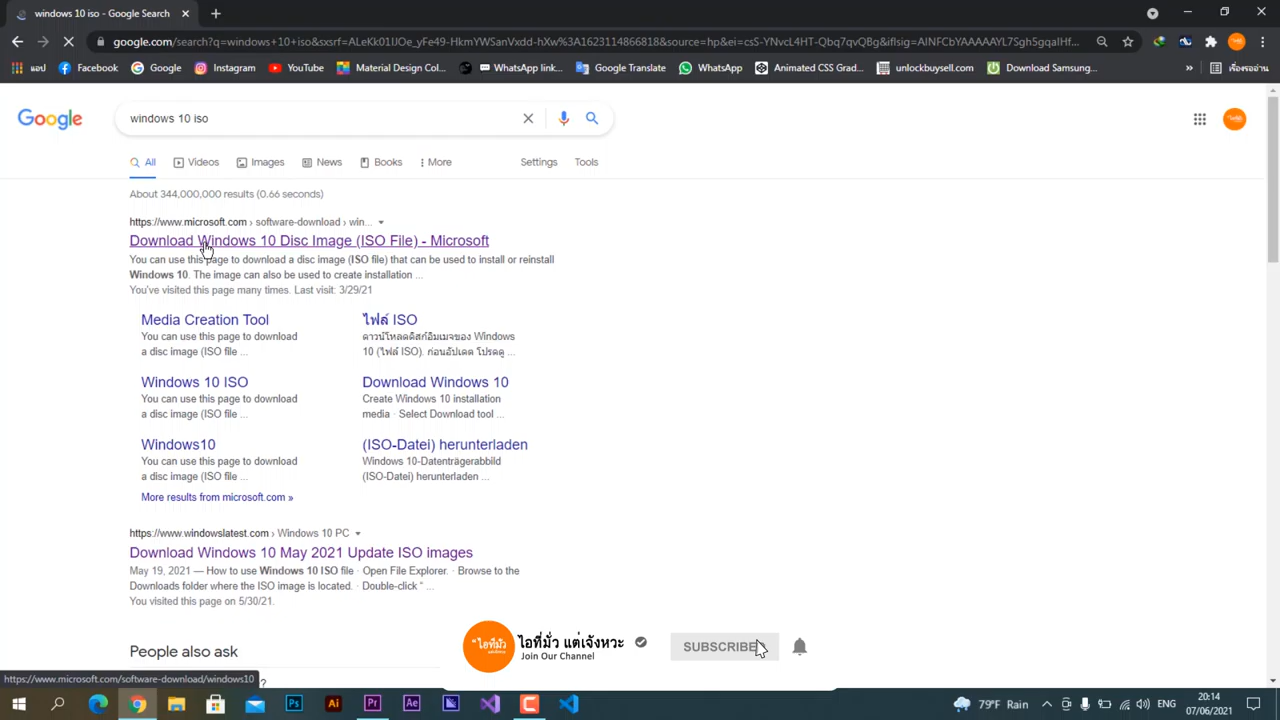 windows 10 iso - Google Search
google.com/search?q=windows+10+iso&sxsrf=ALeKk01IJOe_yFe49-HkmYWSanVxdd-hXw%3A1623114866818&source=hp&ei=csS-YNvcL4HT-Qbq7qvQBg&iflsig=AINFCbYAAAAAYL7Sgh5gqaIHf...
แอป Facebook Google Instagram YouTube Material Design Col... WhatsApp link... Google Translate WhatsApp Animated CSS Grad... unlockbuysell.com Download Samsung... » เรื่องรออ่าน
Google
windows 10 iso
All Videos Images News Books More Settings Tools
About 344,000,000 results (0.66 seconds)
https://www.microsoft.com › software-download › win...
Download Windows 10 Disc Image (ISO File) - Microsoft
You can use this page to download a disc image (ISO file) that can be used to install or reinstall
Windows 10. The image can also be used to create installation ...
You've visited this page many times. Last visit: 3/29/21
Media Creation Tool
You can use this page to download
a disc image (ISO file ...
ไฟล์ ISO
ดาวน์โหลดดิสก์อิมเมจของ Windows
10 (ไฟล์ ISO). ก่อนอัปเดต โปรดดู ...
Windows 10 ISO
You can use this page to download
a disc image (ISO file ...
Download Windows 10
Create Windows 10 installation
media · Select Download tool ...
Windows10
You can use this page to download
a disc image (ISO file ...
(ISO-Datei) herunterladen
Windows 10-Datenträgerabbild
(ISO-Datei) herunterladen ...
More results from microsoft.com »
https://www.windowslatest.com › Windows 10 PC
Download Windows 10 May 2021 Update ISO images
May 19, 2021 — How to use Windows 10 ISO file · Open File Explorer. · Browse to the
Downloads folder where the ISO image is located. · Double-click " ...
You visited this page on 5/30/21.
People also ask
"ไอทีมั่ว
ไอทีมั่ว แต่เจ้งหวะ
Join Our Channel
SUBSCRIBE
https://www.microsoft.com/software-download/windows10
?
Ps Ai Pr Ae
79°F Rain
ENG
20:14
07/06/2021